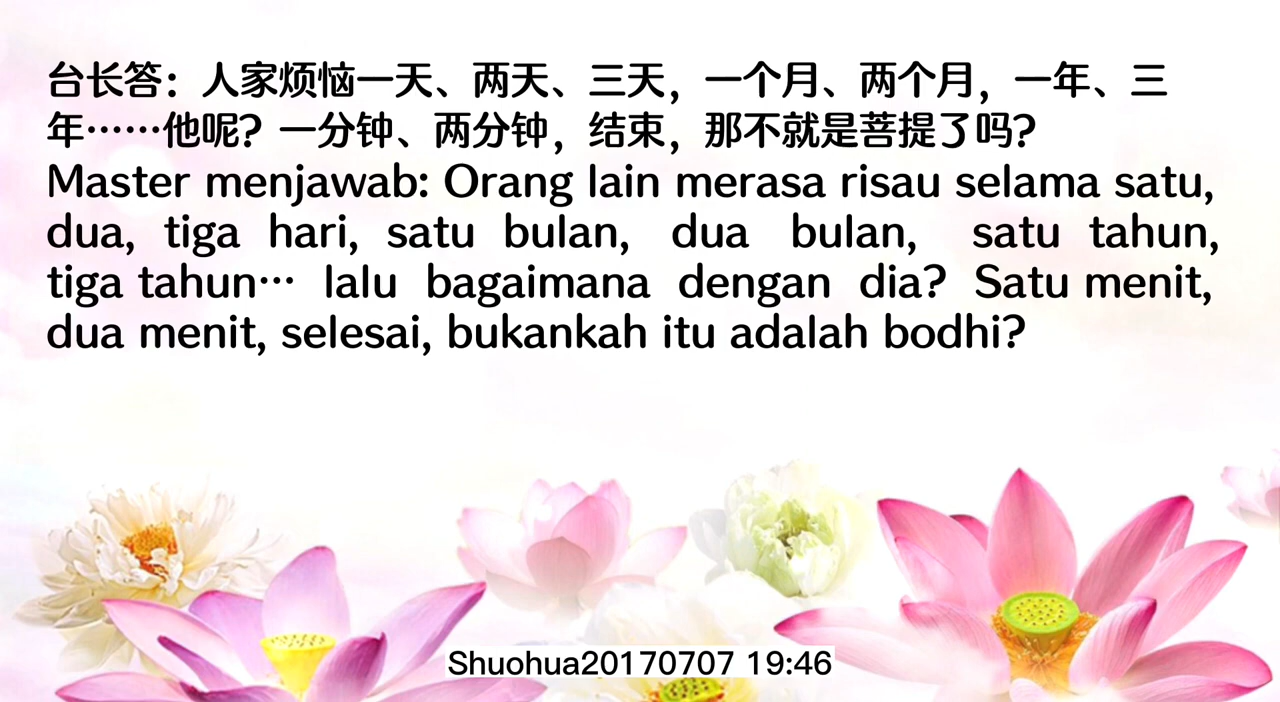 台长答：人家烦恼一天、两天、三天，一个月、两个月，一年、三
年……他呢？一分钟、两分钟，结束，那不就是菩提了吗？
Master menjawab: Orang lain merasa risau selama satu,
dua, tiga hari, satu bulan, dua bulan, satu tahun,
tiga tahun… lalu bagaimana dengan dia? Satu menit,
dua menit, selesai, bukankah itu adalah bodhi?
Shuohua20170707 19:46